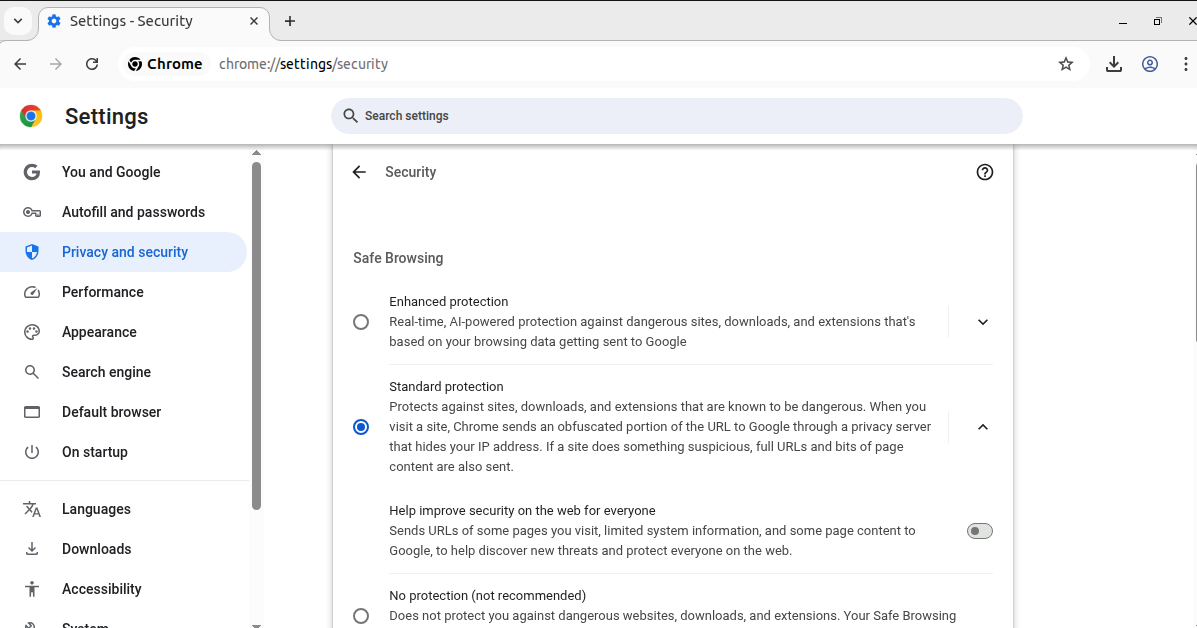 Settings - Security
Chrome
chrome://settings/security
Settings
Search settings
You and Google
Autofill and passwords
Privacy and security
Performance
Appearance
Search engine
Default browser
On startup
Languages
Downloads
Accessibility
System
Security
Safe Browsing
Enhanced protection
Real-time, AI-powered protection against dangerous sites, downloads, and extensions that's
based on your browsing data getting sent to Google
Standard protection
Protects against sites, downloads, and extensions that are known to be dangerous. When you
visit a site, Chrome sends an obfuscated portion of the URL to Google through a privacy server
that hides your IP address. If a site does something suspicious, full URLs and bits of page
content are also sent.
Help improve security on the web for everyone
Sends URLs of some pages you visit, limited system information, and some page content to
Google, to help discover new threats and protect everyone on the web.
No protection (not recommended)
Does not protect you against dangerous websites, downloads, and extensions. Your Safe Browsing